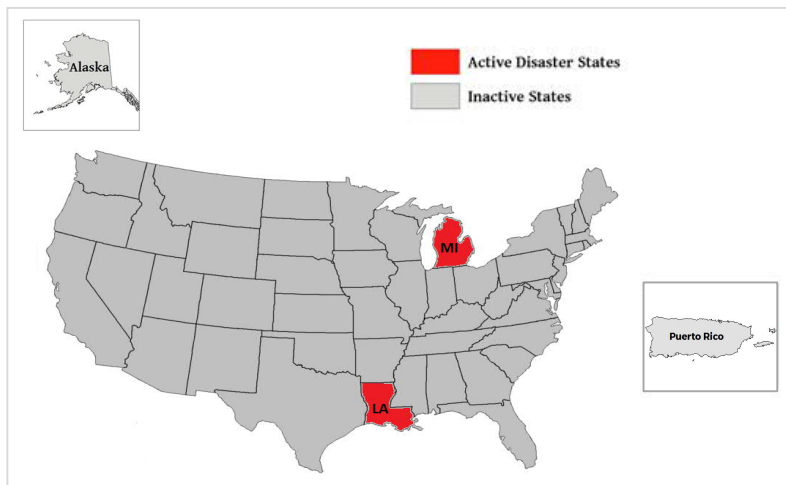 Alaska
Active Disaster States
Inactive States
MI
Puerto Rico
LA